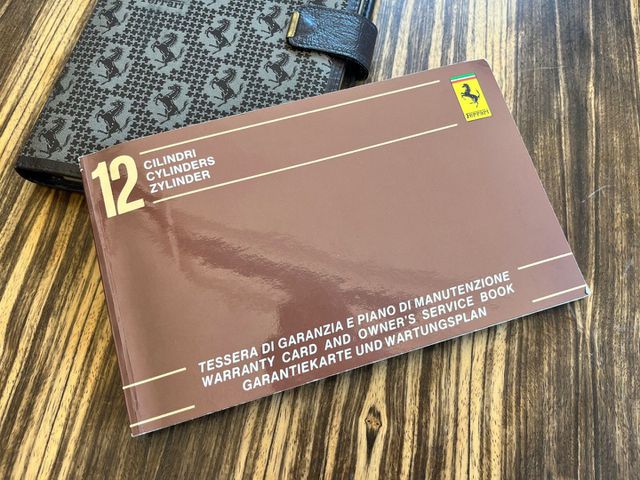 Ferrari
Ferrari
12
CILINDRI
CYLINDERS
ZYLINDER
TESSERA DI GARANZIA E PIANO DI MANUTENZIONE
WARRANTY CARD AND OWNER'S SERVICE BOOK
GARANTIEKARTE UND WARTUNGSPLAN